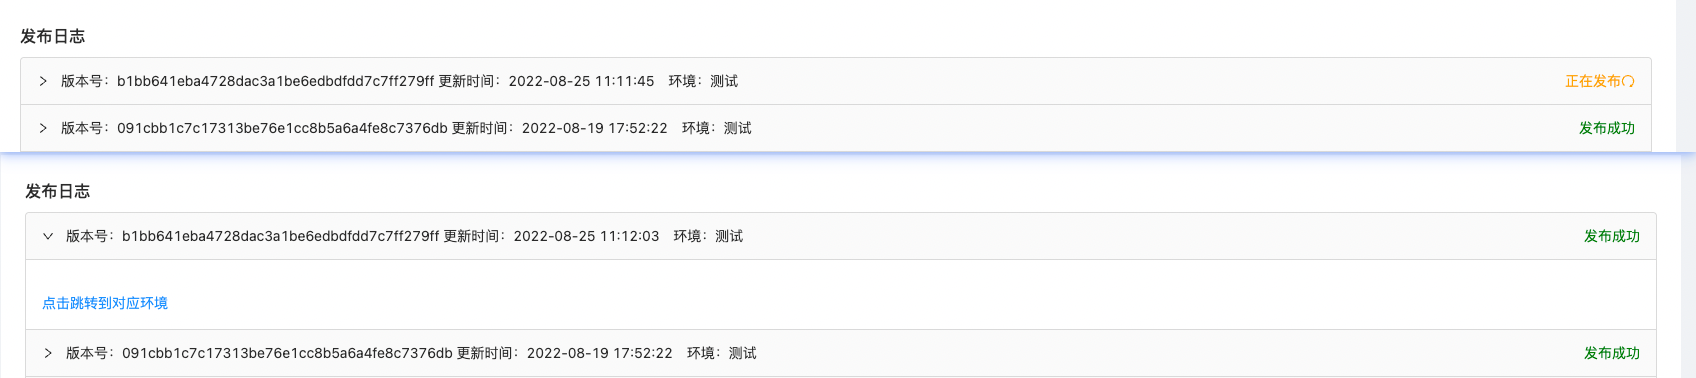 发布日志
版本号：b1bb641eba4728dac3a1be6edbdfdd7c7ff279ff 更新时间：2022-08-25 11:11:45 环境：测试 正在发布
版本号：091cbb1c7c17313be76e1cc8b5a6a4fe8c7376db 更新时间：2022-08-19 17:52:22 环境：测试 发布成功
发布日志
版本号：b1bb641eba4728dac3a1be6edbdfdd7c7ff279ff 更新时间：2022-08-25 11:12:03 环境：测试 发布成功
点击跳转到对应环境
版本号：091cbb1c7c17313be76e1cc8b5a6a4fe8c7376db 更新时间：2022-08-19 17:52:22 环境：测试 发布成功